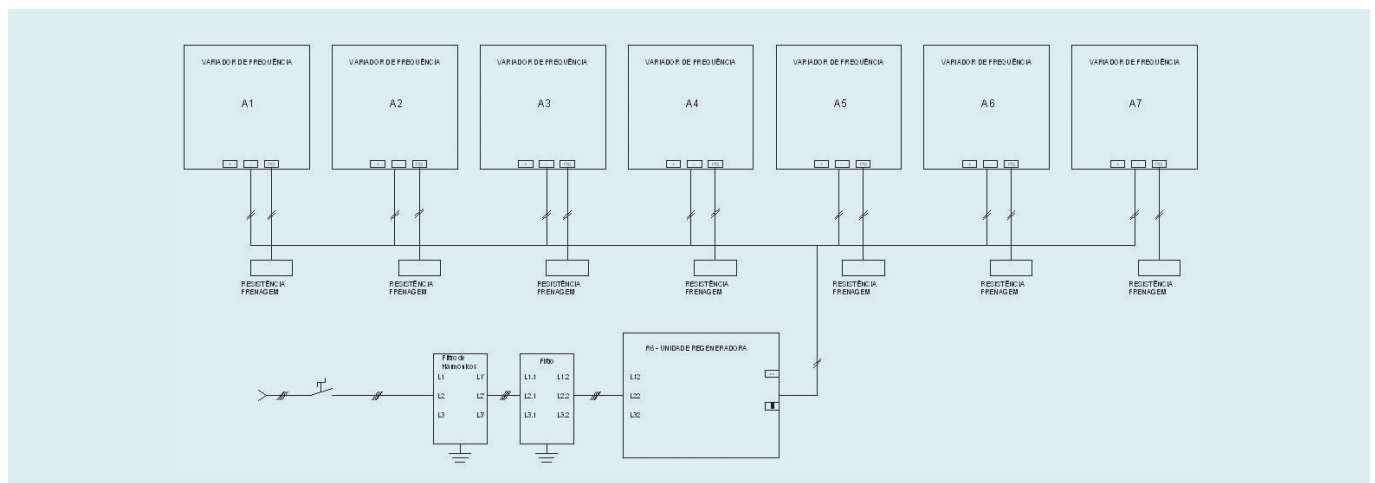 VARIADOR DE FREQUÊNCIA VARIADOR DE FREQUÊNCIA VARIADOR DE FREQUÊNCIA VARIADOR DE FREQUÊNCIA VARIADOR DE FREQUÊNCIA VARIADOR DE FREQUÊNCIA VARIADOR DE FREQUÊNCIA
A1 A2 A3 A4 A5 A6 A7
RESISTÊNCIA RESISTÊNCIA RESISTÊNCIA RESISTÊNCIA RESISTÊNCIA RESISTÊNCIA RESISTÊNCIA
FRENAGEM FRENAGEM FRENAGEM FRENAGEM FRENAGEM FRENAGEM FRENAGEM
R6 - UNIDADE REGENERADORA
Filtro de
Harmónicos
Filtro
L1 L1' L1.1 L1.2 L12
L2 L2' L2.1 L2.2 L22
L3 L3' L3.1 L3.2 L32